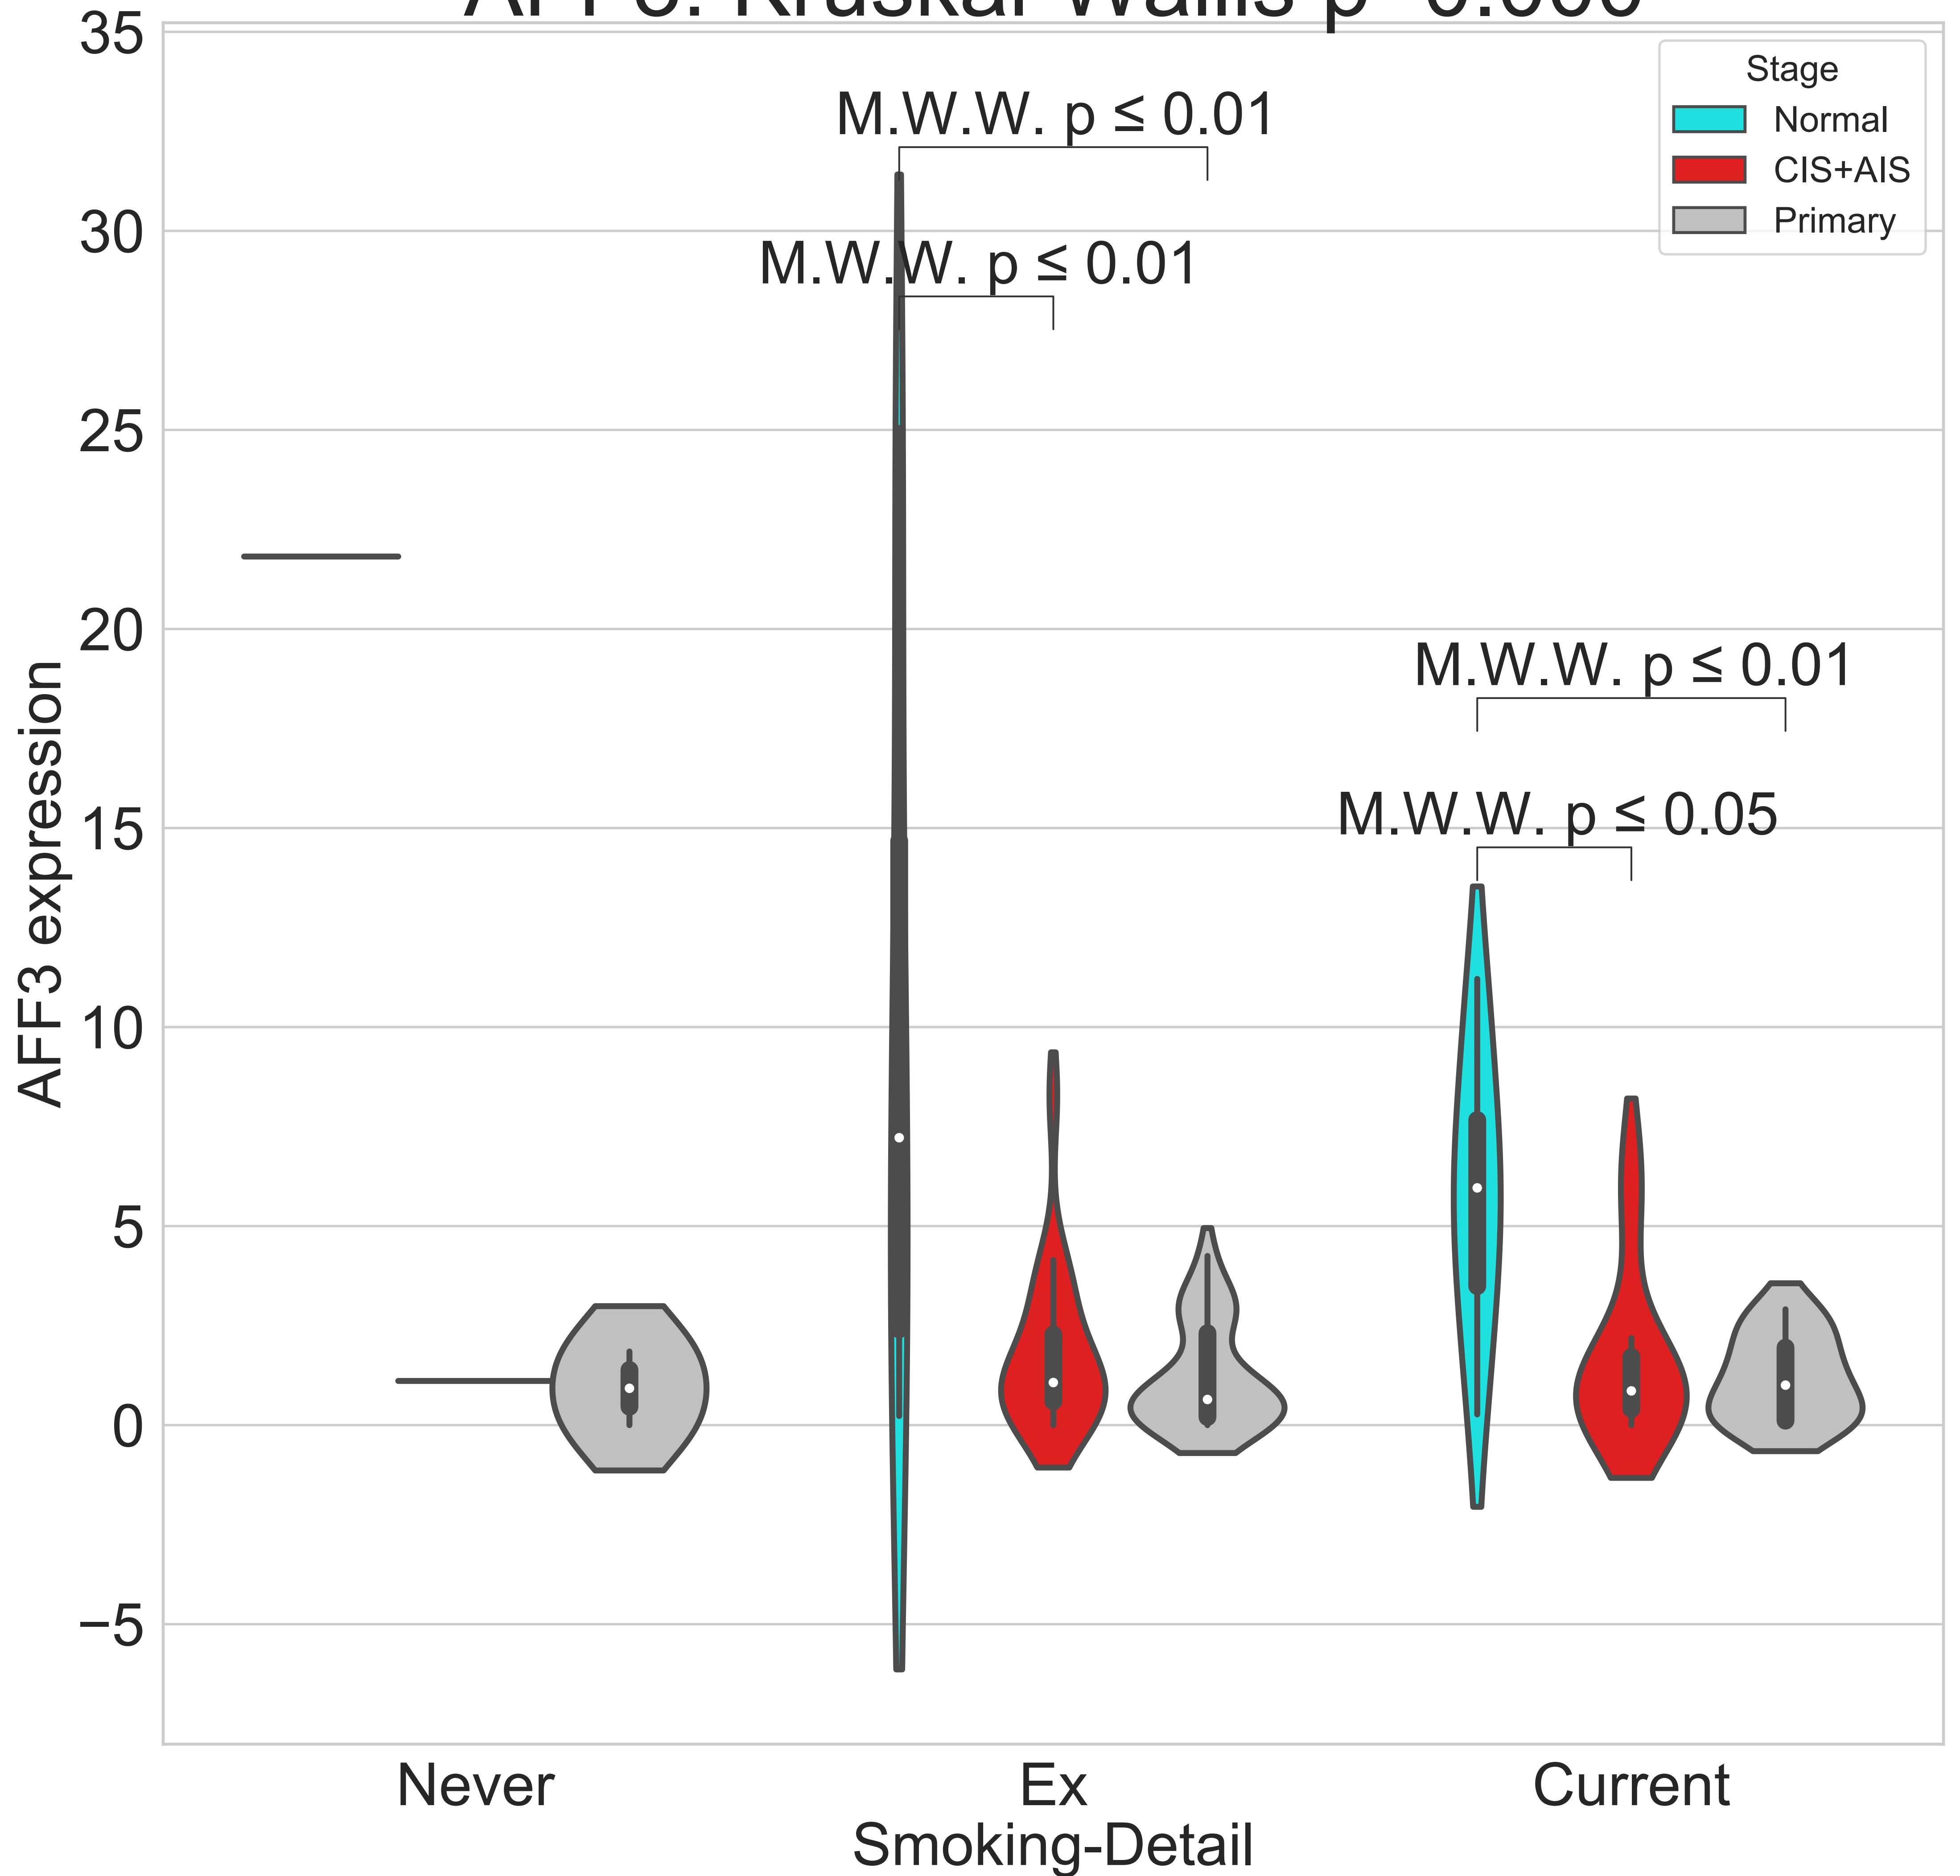 35
30
25
20
15
10
5
0
−5
AFF3 expression
M.W.W. p ≤ 0.01
M.W.W. p ≤ 0.01
M.W.W. p ≤ 0.01
M.W.W. p ≤ 0.05
Stage
Normal
CIS+AIS
Primary
Never
Ex
Current
Smoking-Detail